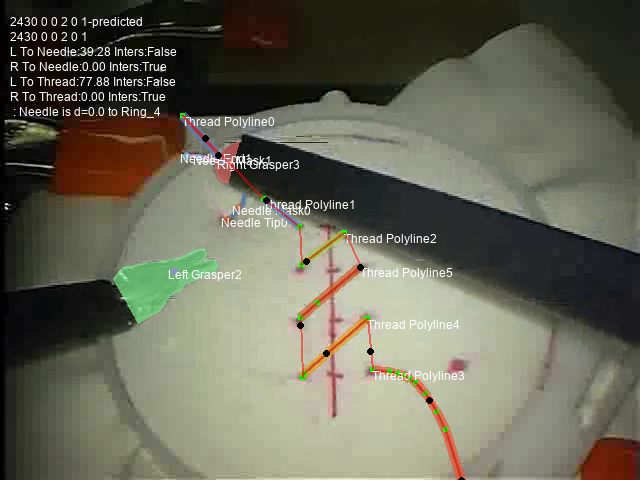 2430 0 0 2 0 1-predicted
2430 0 0 2 0 1
L To Needle:39.28 Inters:False
R To Needle:0.00 Inters:True
L To Thread:77.88 Inters:False
R To Thread:0.00 Inters:True
: Needle is d=0.0 to Ring_4
Thread Polyline0
Right Grasper3
Thread Polyline1
Needle Mask0
Needle Tip0
Thread Polyline2
Left Grasper2
Thread Polyline5
Thread Polyline4
Thread Polyline3